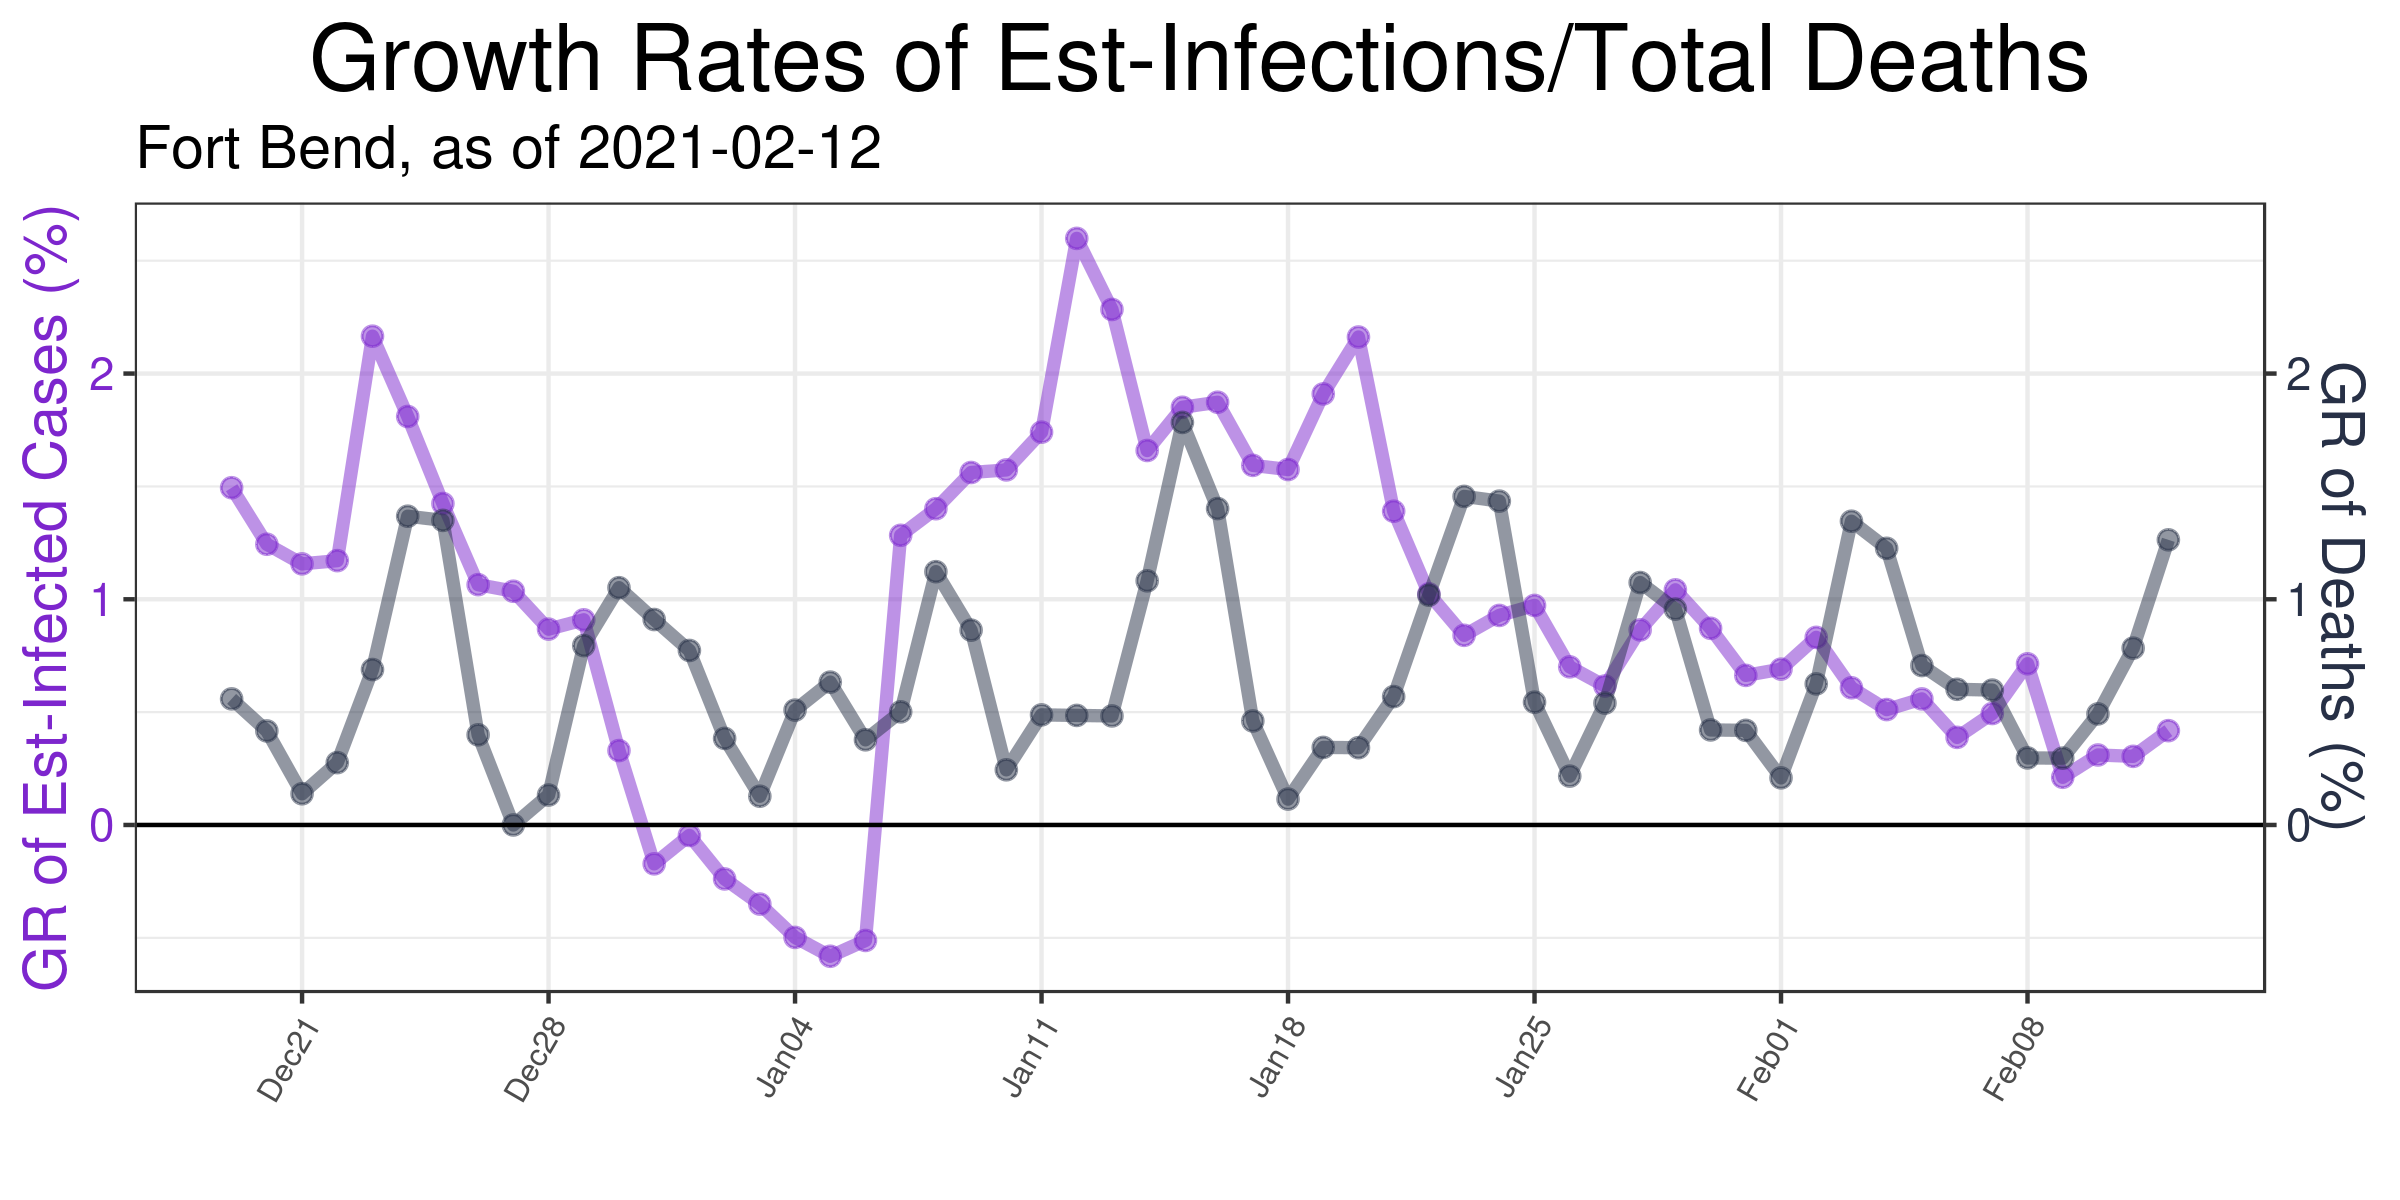 Growth Rates of Est-Infections/Total Deaths
Fort Bend, as of 2021-02-12
GR of Est-Infected Cases (%)
2
1
0
2
1
0
GR of Deaths (%)
Dec21
Dec28
Jan04
Jan11
Jan18
Jan25
Feb01
Feb08